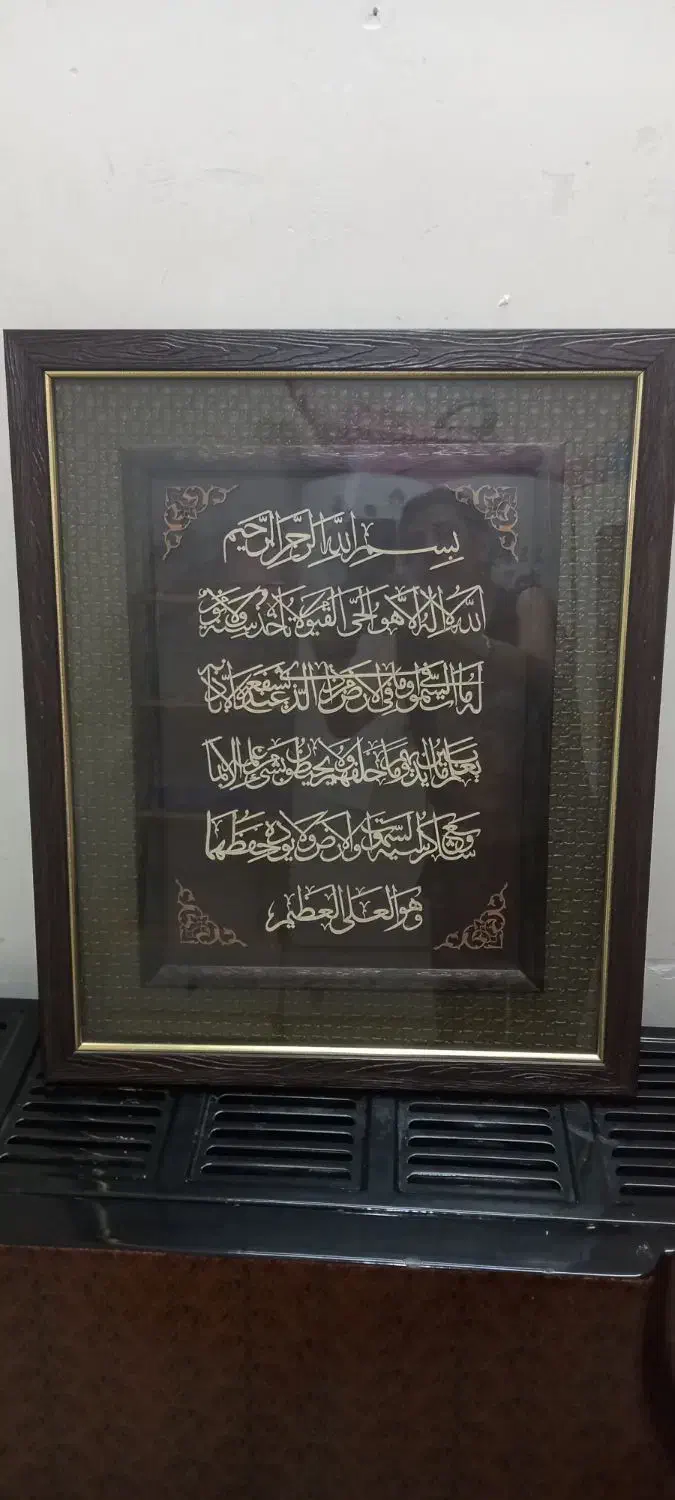 بسم الله الرحمن الرحيم
الله لا إله إلا هو الحي القيوم لا تأخذه سنة ولا نوم
له ما في السموات وما في الأرض من ذا الذي يشفع عنده إلا بإذنه
يعلم ما بين أيديهم وما خلفهم ولا يحيطون بشيء من علمه إلا بما
شاء وسع كرسيه السموات والأرض ولا يؤده حفظهما
وهو العلي العظيم